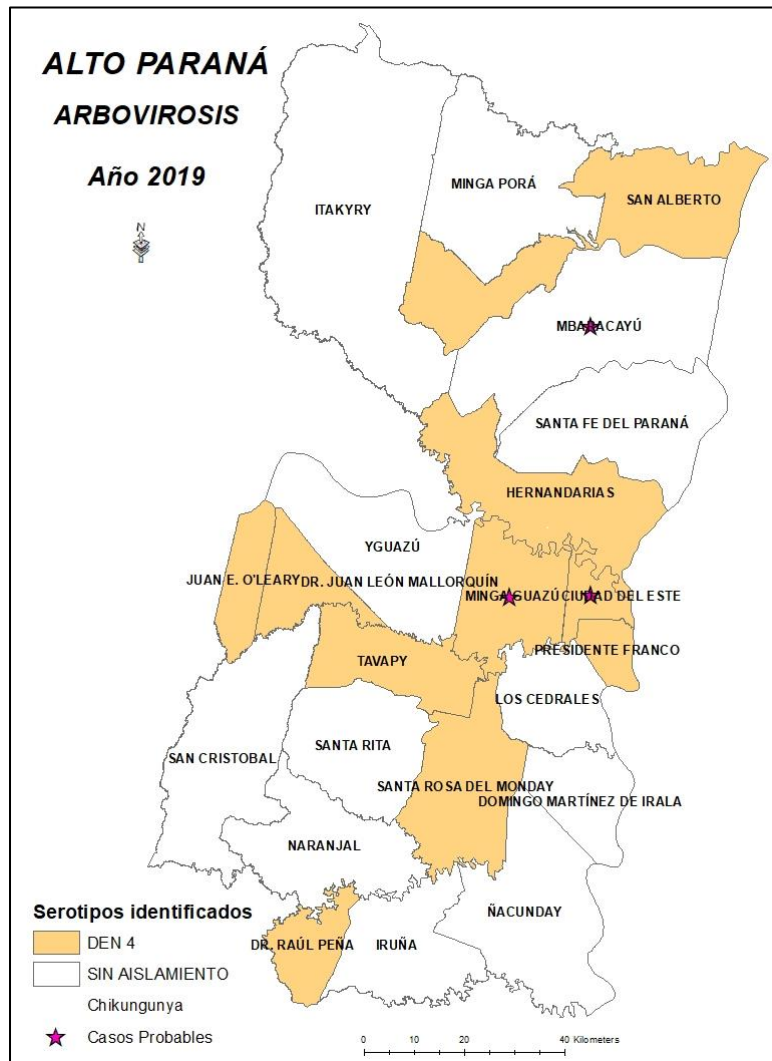 ALTO PARANÁ
ARBOVIROSIS
Año 2019
N
ITAKYRY
MINGA PORÁ
SAN ALBERTO
MBARACAYÚ
SANTA FE DEL PARANÁ
HERNANDARIAS
YGUAZÚ
JUAN E. O'LEARY
DR. JUAN LEÓN MALLORQUÍN
MINGA GUAZÚ
CIUDAD DEL ESTE
PRESIDENTE FRANCO
TAVAPY
LOS CEDRALES
SAN CRISTOBAL
SANTA RITA
SANTA ROSA DEL MONDAY
DOMINGO MARTÍNEZ DE IRALA
NARANJAL
ÑACUNDAY
DR. RAÚL PEÑA
IRUÑA
Serotipos identificados
DEN 4
SIN AISLAMIENTO
Chikungunya
Casos Probables
0 10 20 40 Kilometers